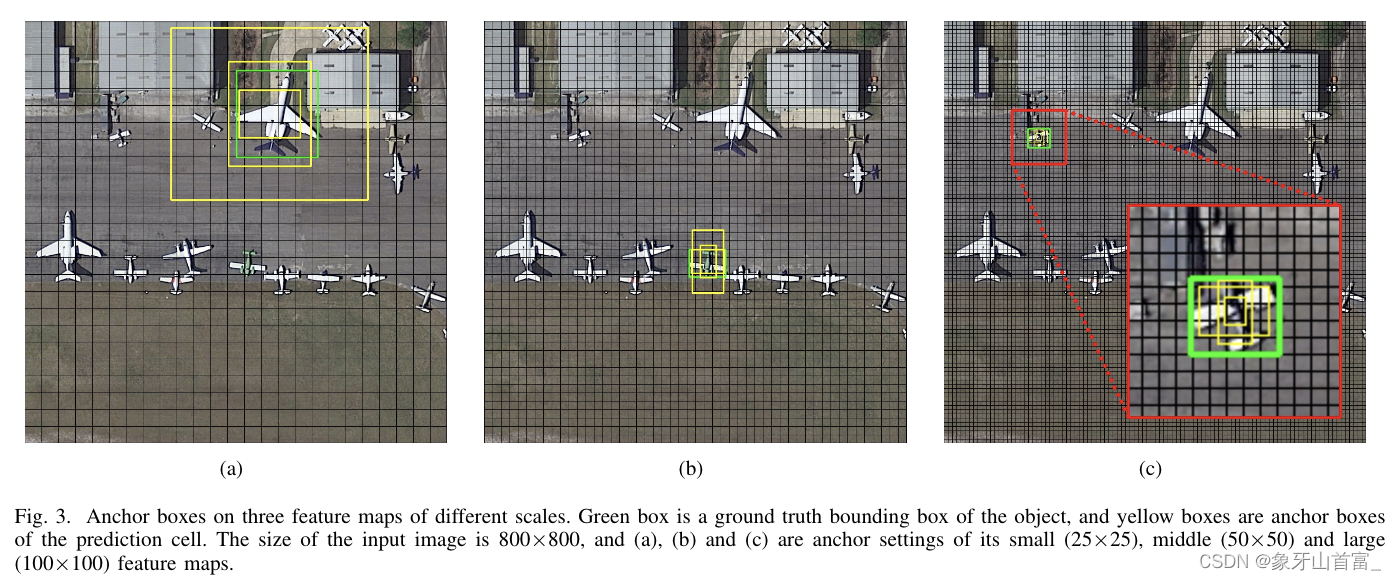 (a)
(b)
(c)
Fig. 3. Anchor boxes on three feature maps of different scales. Green box is a ground truth bounding box of the object, and yellow boxes are anchor boxes
of the prediction cell. The size of the input image is 800×800, and (a), (b) and (c) are anchor settings of its small (25×25), middle (50×50) and large
(100×100) feature maps.
CSDN @象牙山首富_